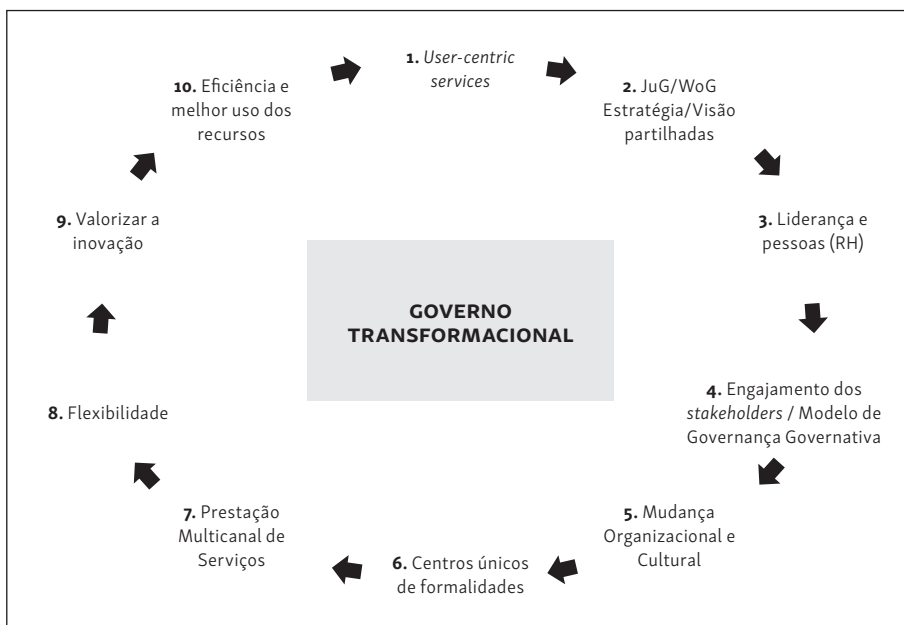 1. User-centric
services
2. JuG/WoG
Estratégia/Visão
partilhadas
3. Liderança e
pessoas (RH)
4. Engajamento dos
stakeholders / Modelo de
Governança Governativa
5. Mudança
Organizacional e
Cultural
6. Centros únicos
de formalidades
7. Prestação
Multicanal de
Serviços
8. Flexibilidade
9. Valorizar a
inovação
10. Eficiência e
melhor uso dos
recursos
GOVERNO
TRANSFORMACIONAL